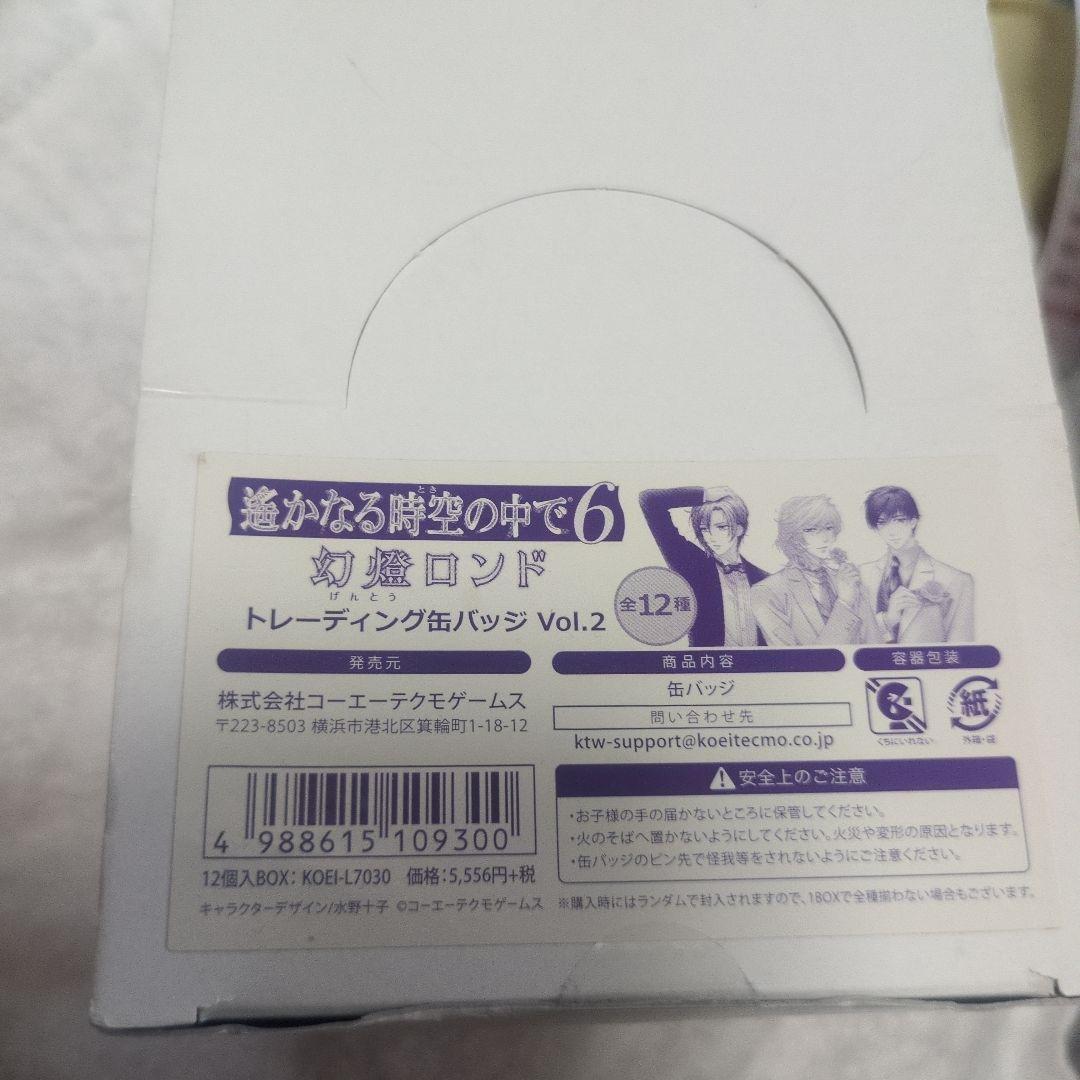 遙かなる時空の中で6
とき
幻燈ロンド
げんとう
トレーディング缶バッジ Vol.2
全12種
発売元
株式会社コーエーテクモゲームス
〒223-8503 横浜市港北区箕輪町1-18-12
商品内容
缶バッジ
問い合わせ先
ktw-support@koeitecmo.co.jp
容器包装
くちにいれない
紙
外箱・袋
4 988615 109300
12個入BOX：KOEI-L7030 価格：5,556円+税
キャラクターデザイン/水野十子 ©コーエーテクモゲームス
安全上のご注意
・お子様の手の届かないところに保管してください。
・火のそばへ置かないようにしてください。火災や変形の原因となります。
・缶バッジのピン先で怪我等をされないようにご注意ください。
※購入時にはランダムで封入されますので、1BOXで全種揃わない場合もございます。